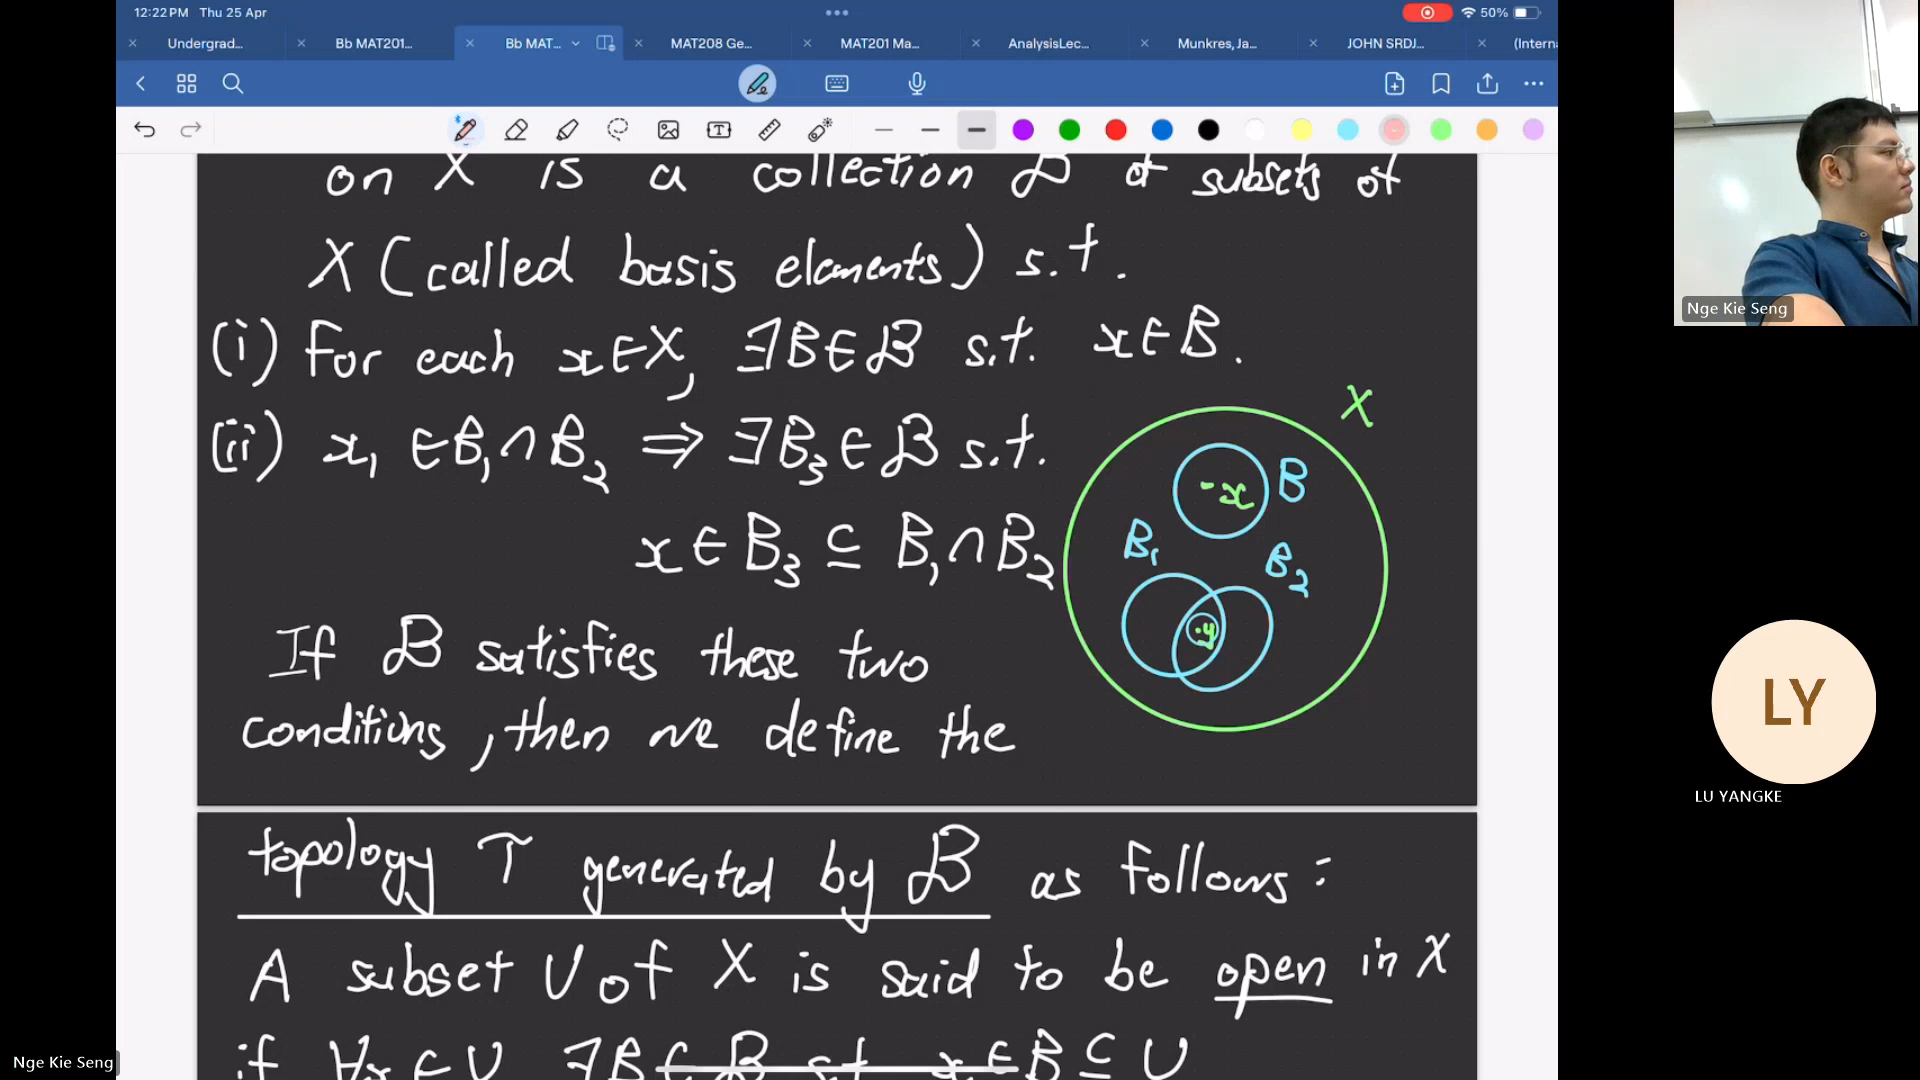 12:22 PM Thu 25 Apr
50%
Undergrad...
Bb MAT201...
Bb MAT...
MAT208 Ge...
MAT201 Ma...
AnalysisLec...
Munkres, Ja...
JOHN SRDJ...
(Intern
on X is a collection ℬ of subsets of
X (called basis elements) s.t.
(i) For each x∈X, ∃B∈ℬ s.t. x∈B.
(ii) x₁ ∈B₁∩B₂ ⟹ ∃B₃∈ℬ s.t.
x∈B₃ ⊆ B₁∩B₂
X
x B
B₁ B₂
y
If ℬ satisfies these two
conditions, then we define the
topology T generated by ℬ as follows:
A subset U of X is said to be open in X
if ∀x∈U ∃B∈ℬ s.t. x∈B⊆U
Nge Kie Seng
LY
LU YANGKE
Nge Kie Seng